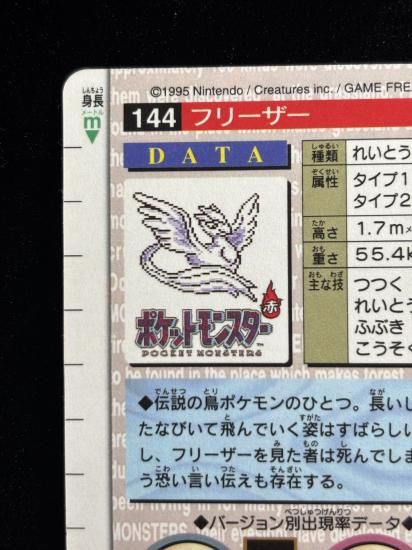 ©1995 Nintendo / Creatures inc. / GAME FRE
しんちょう
身長
メートル
m
144 フリーザー
DATA
しゅるい
種類 れいとう
ぞくせい
属性 タイプ1
タイプ2
たか
高さ 1.7m
おも
重さ 55.4k
おも わざ
主な技 つつく
れいとう
ふぶき
こうそく
赤
ポケットモンスター
POCKET MONSTERS
to be found in the place which makes forest
でんせつ とり なが
◆伝説の鳥ポケモンのひとつ。長いし
と すがた
たなびいて飛んでいく姿はすばらしい
み もの し
し、フリーザーを見た者は死んでしま
こわ い つた そんざい
う恐い言い伝えも存在する。
べつしゅつげんりつ
◆バージョン別出現率データ◆